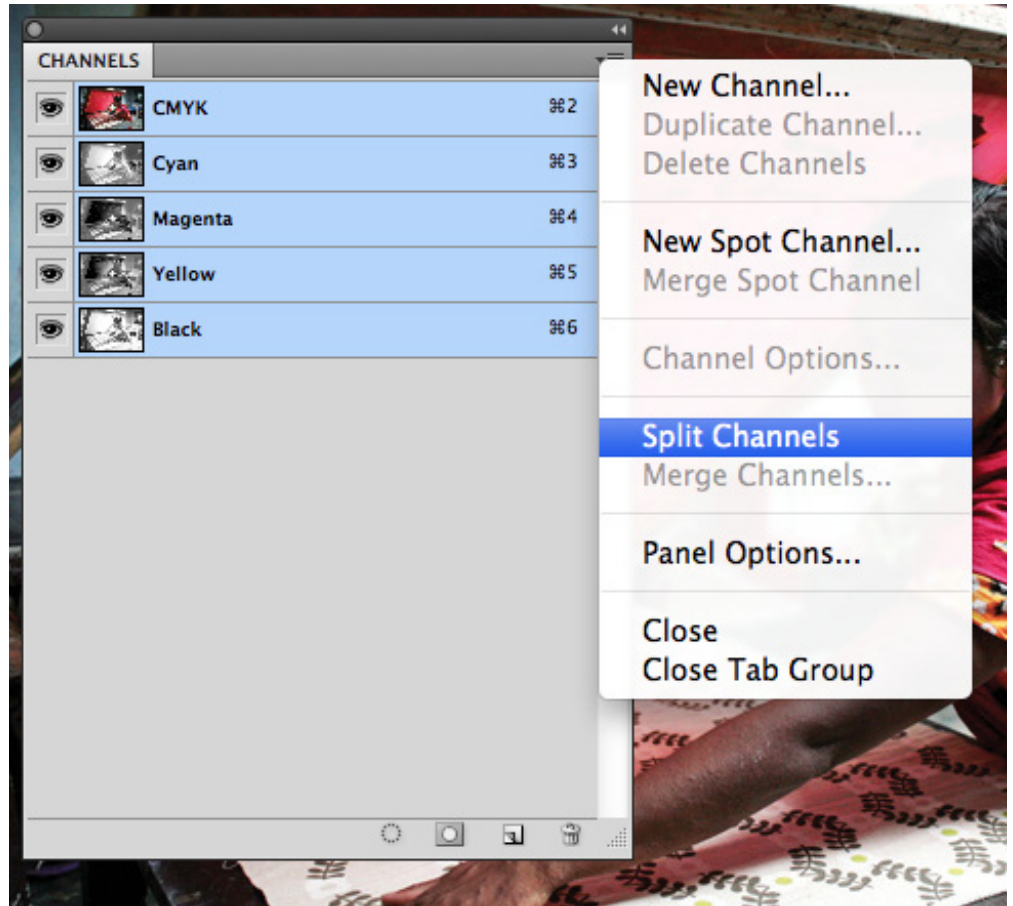 CHANNELS
CMYK ⌘2
Cyan ⌘3
Magenta ⌘4
Yellow ⌘5
Black ⌘6
New Channel...
Duplicate Channel...
Delete Channels
New Spot Channel...
Merge Spot Channel
Channel Options...
Split Channels
Merge Channels...
Panel Options...
Close
Close Tab Group